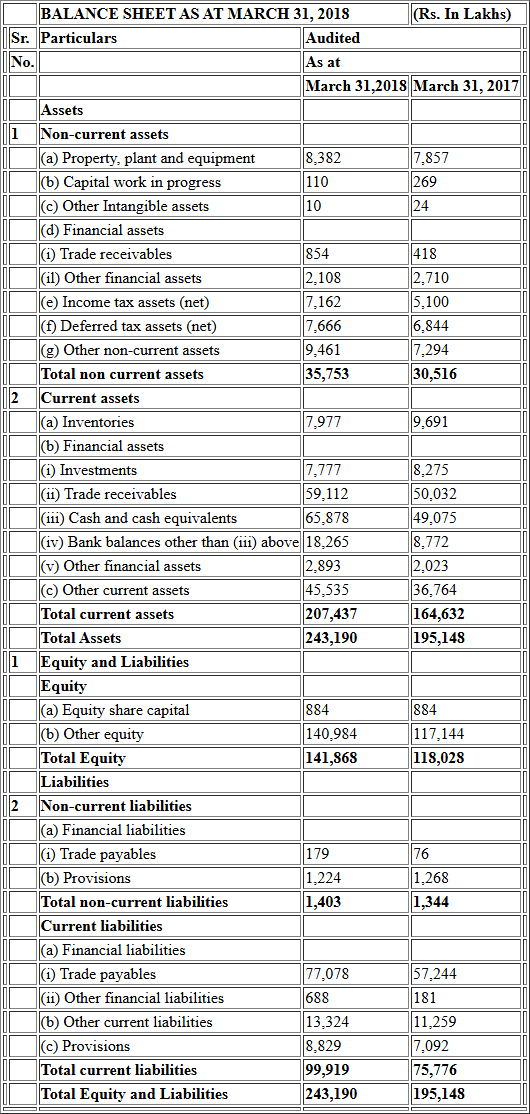 BALANCE SHEET AS AT MARCH 31, 2018 (Rs. In Lakhs)
Sr. Particulars Audited
No. As at
March 31,2018 March 31, 2017
Assets
1 Non-current assets
(a) Property, plant and equipment 8,382 7,857
(b) Capital work in progress 110 269
(c) Other Intangible assets 10 24
(d) Financial assets
(i) Trade receivables 854 418
(il) Other financial assets 2,108 2,710
(e) Income tax assets (net) 7,162 5,100
(f) Deferred tax assets (net) 7,666 6,844
(g) Other non-current assets 9,461 7,294
Total non current assets 35,753 30,516
2 Current assets
(a) Inventories 7,977 9,691
(b) Financial assets
(i) Investments 7,777 8,275
(ii) Trade receivables 59,112 50,032
(iii) Cash and cash equivalents 65,878 49,075
(iv) Bank balances other than (iii) above 18,265 8,772
(v) Other financial assets 2,893 2,023
(c) Other current assets 45,535 36,764
Total current assets 207,437 164,632
Total Assets 243,190 195,148
1 Equity and Liabilities
Equity
(a) Equity share capital 884 884
(b) Other equity 140,984 117,144
Total Equity 141,868 118,028
Liabilities
2 Non-current liabilities
(a) Financial liabilities
(i) Trade payables 179 76
(b) Provisions 1,224 1,268
Total non-current liabilities 1,403 1,344
Current liabilities
(a) Financial liabilities
(i) Trade payables 77,078 57,244
(ii) Other financial liabilities 688 181
(b) Other current liabilities 13,324 11,259
(c) Provisions 8,829 7,092
Total current liabilities 99,919 75,776
Total Equity and Liabilities 243,190 195,148